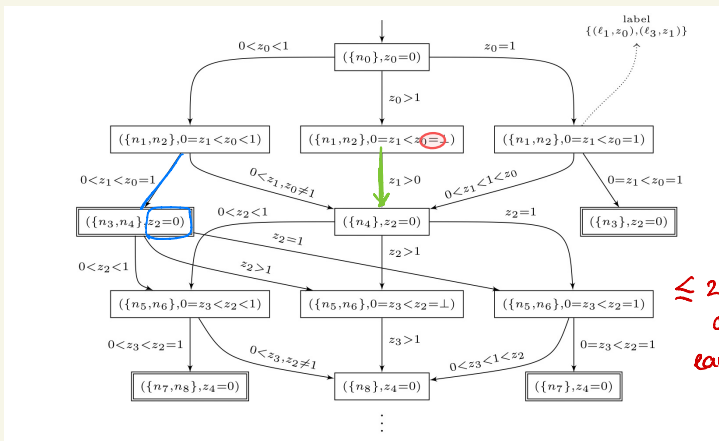 label
{(ℓ₁,z₀),(ℓ₃,z₁)}
0<z₀<1
({n₀},z₀=0)
z₀=1
z₀>1
({n₁,n₂},0=z₁<z₀<1)
({n₁,n₂},0=z₁<z₀=⊥)
({n₁,n₂},0=z₁<z₀=1)
0<z₁<z₀=1
0<z₁,z₀≠1
z₁>0
0<z₁<1<z₀
0=z₁<z₀=1
({n₃,n₄},z₂=0)
0<z₂<1
({n₄},z₂=0)
z₂=1
({n₃},z₂=0)
z₂=1
0<z₂<1
z₂>1
z₂>1
({n₅,n₆},0=z₃<z₂<1)
({n₅,n₆},0=z₃<z₂=⊥)
({n₅,n₆},0=z₃<z₂=1)
≤ 2
0<z₃<z₂=1
0<z₃,z₂≠1
z₃>1
0<z₃<1<z₂
0=z₃<z₂=1
({n₇,n₈},z₄=0)
({n₈},z₄=0)
({n₇},z₄=0)
⋮